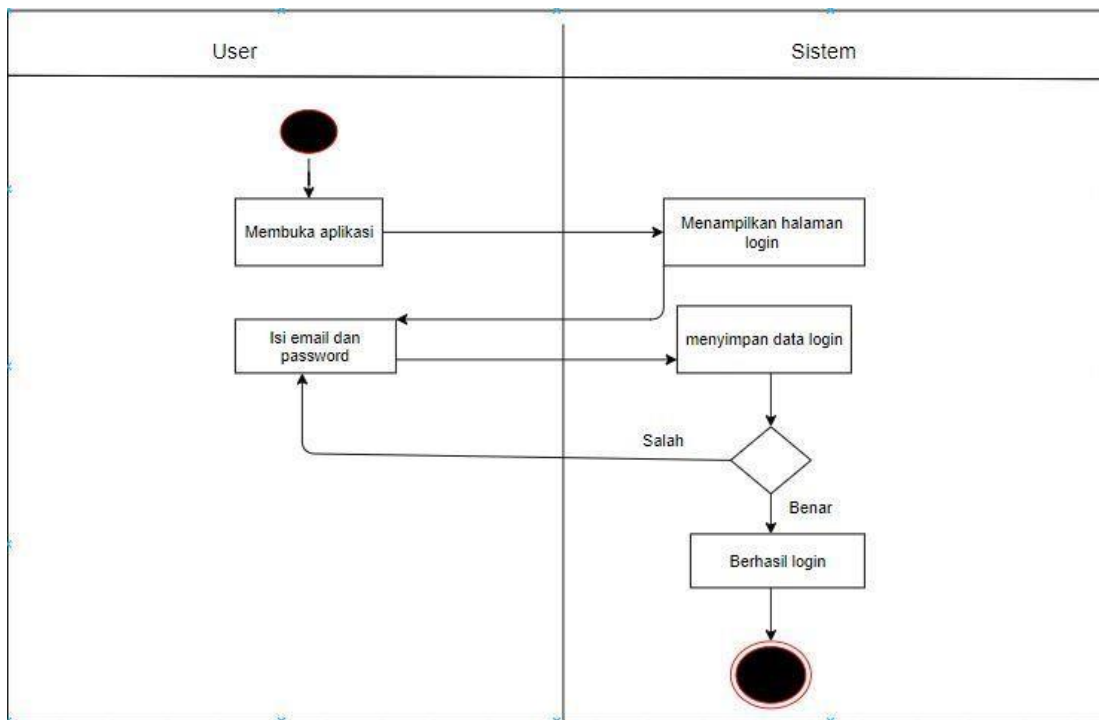 User
Sistem
Membuka aplikasi
Menampilkan halaman
login
Isi email dan
password
menyimpan data login
Salah
Benar
Berhasil login